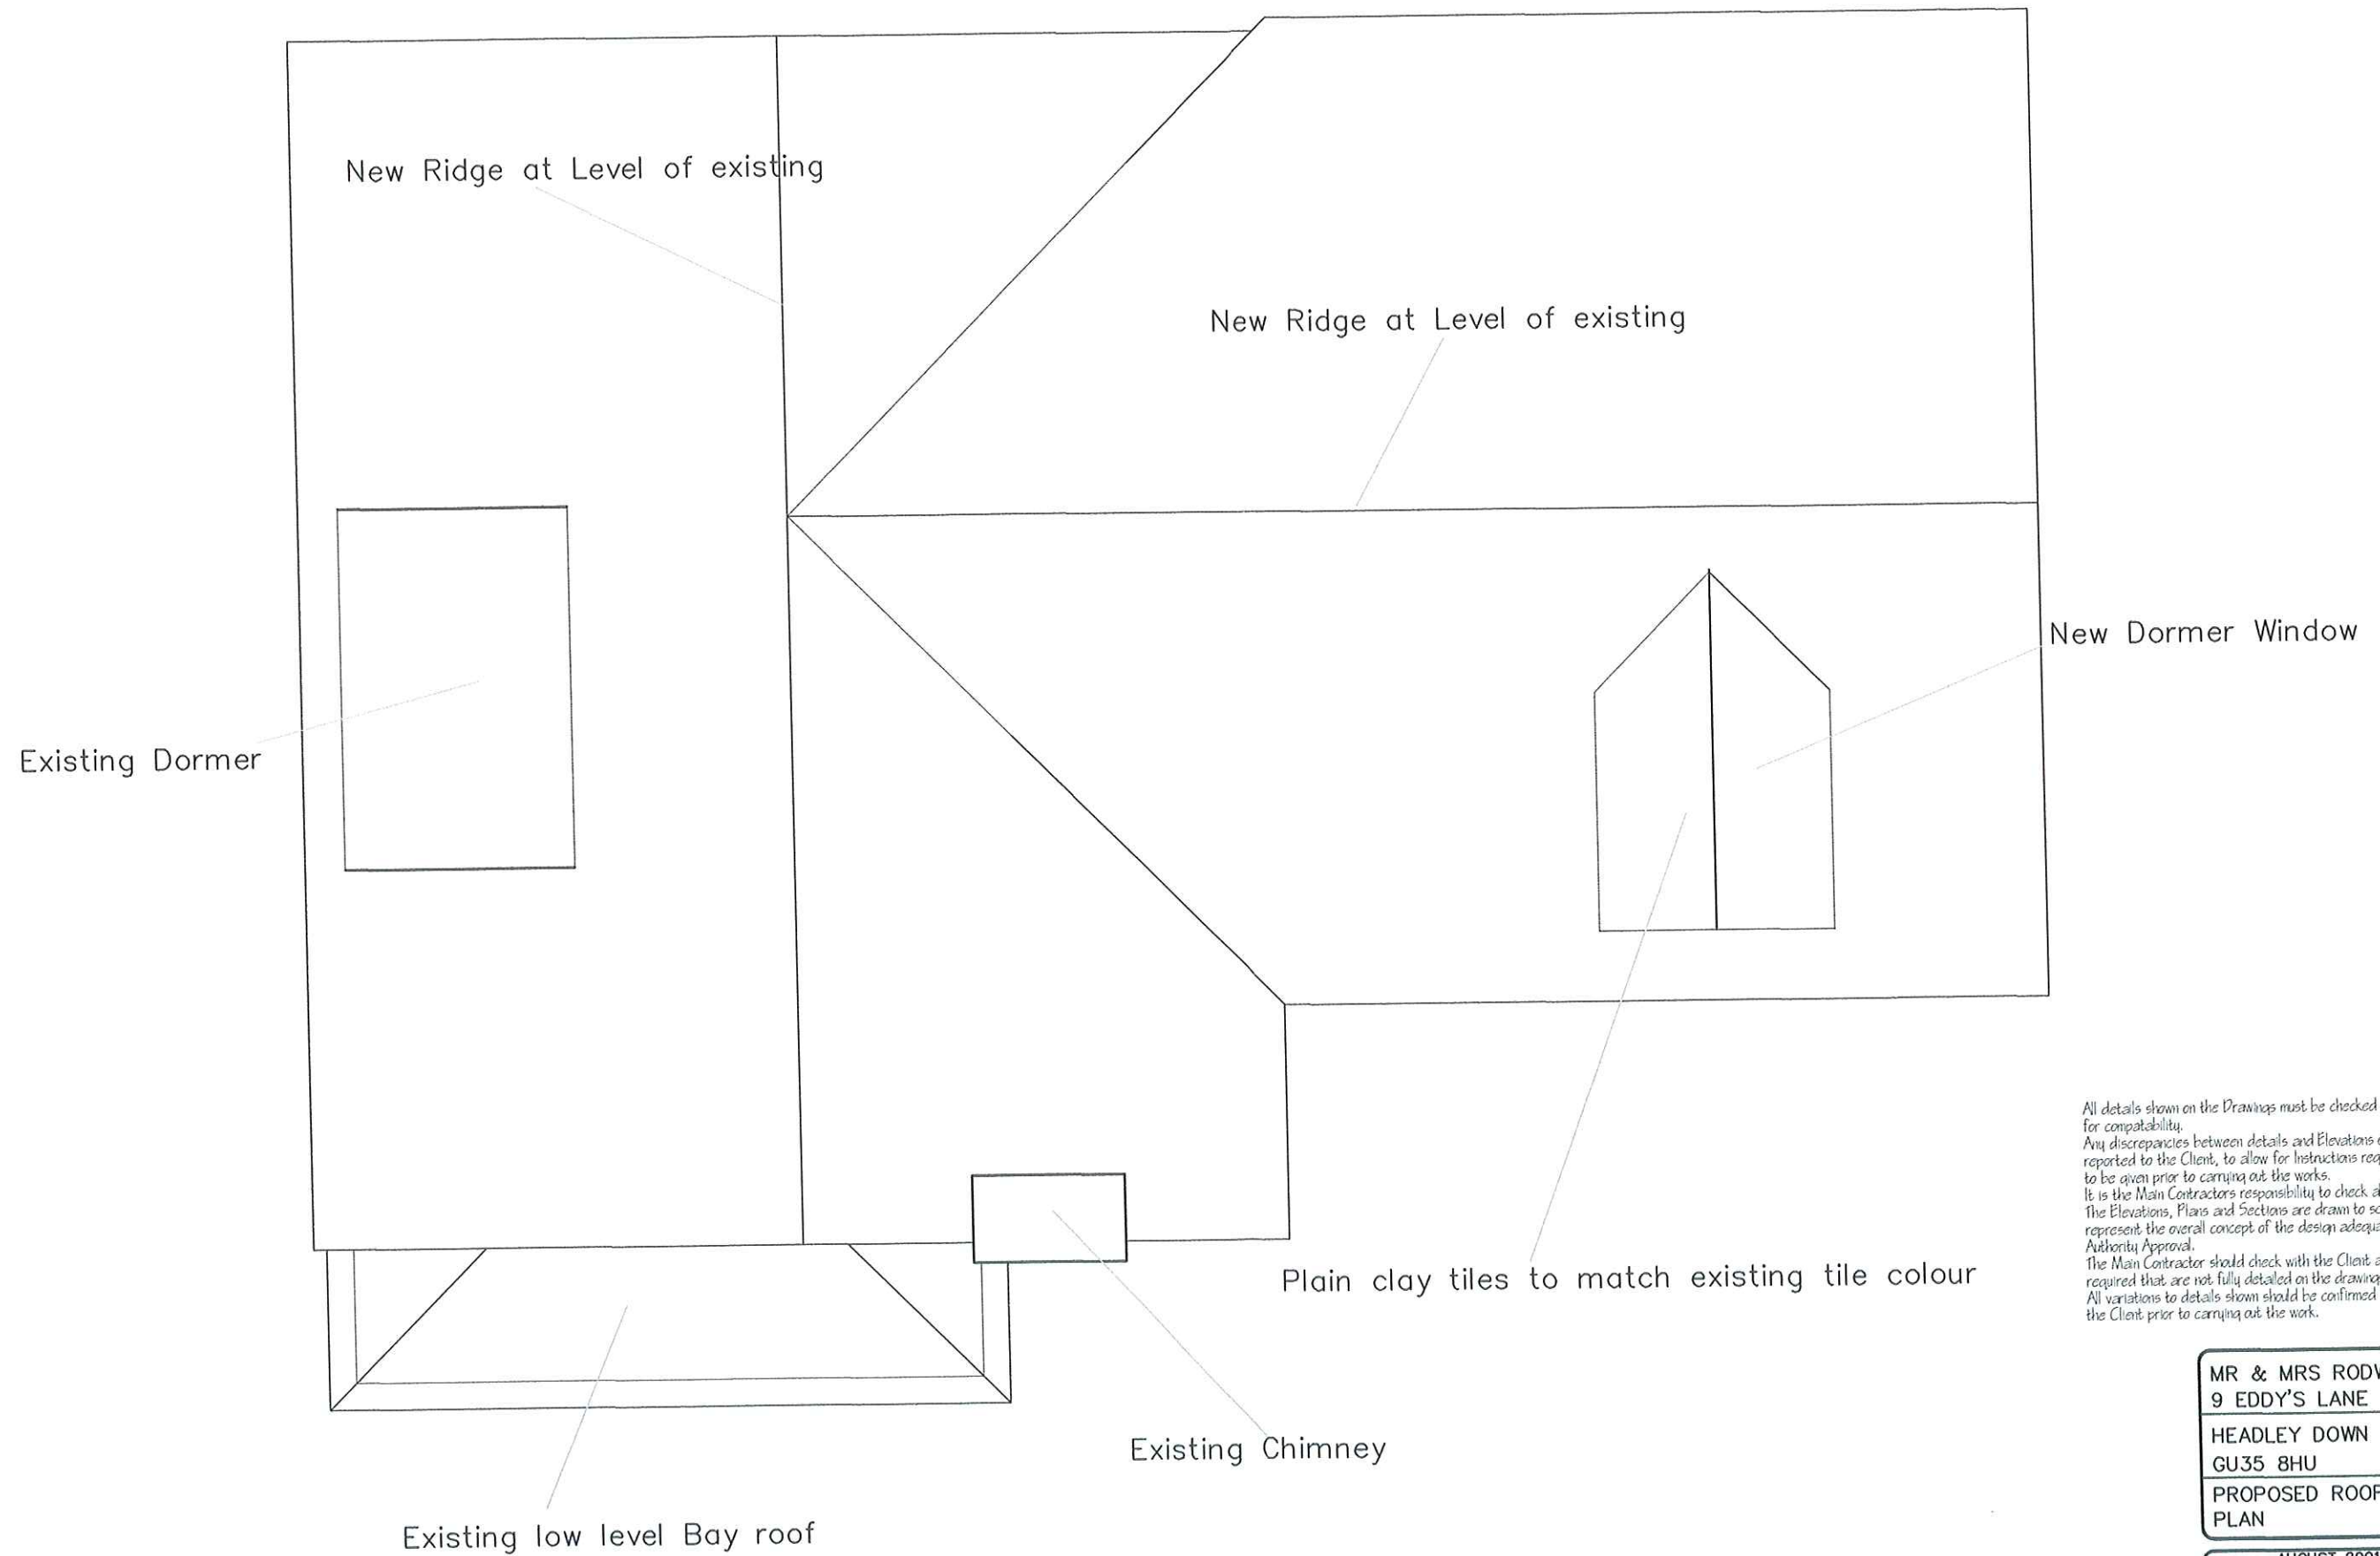 New Ridge at Level of existing
New Ridge at Level of existing
New Dormer Window
Existing Dormer
All details shown on the Drawings must be checked
for compatability.
Any discrepancies between details and Elevations
reported to the Client, to allow for Instructions
to be given prior to carrying out the works.
It is the Main Contractors responsibility to check
The Elevations, Plans and Sections are drawn to
represent the overall concept of the design
Authority Approval.
The Main Contractor should check with the Client
required that are not fully detailed on the
All variations to details shown should be confirmed
the Client prior to carrying out the work.
Plain clay tiles to match existing tile colour
MR & MRS
9 EDDY'S LANE
HEADLEY DOWN
GU35 8HU
PROPOSED ROOF
PLAN
Existing Chimney
Existing low level Bay roof